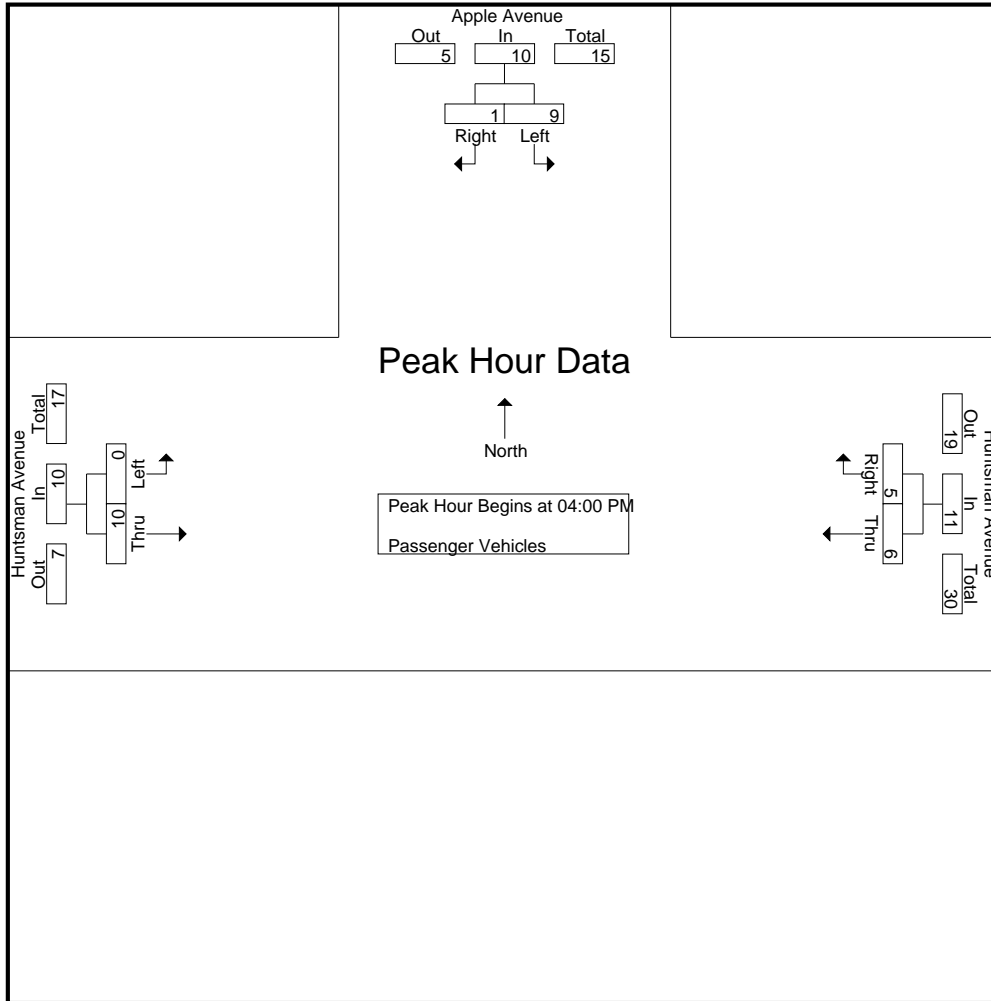 Apple Avenue
Out In Total
5 10 15
1 9
Right Left
Peak Hour Data
North
Peak Hour Begins at 04:00 PM
Passenger Vehicles
Huntsman Avenue
Out In Total
7 10 17
10 0
Thru Left
Huntsman Avenue
Out In Total
19 11 30
Right Thru
5 6